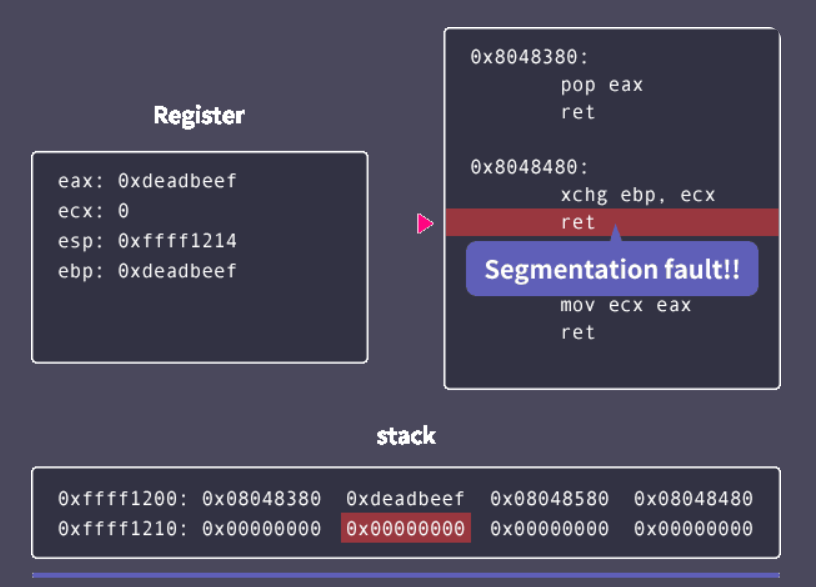 Register
eax: 0xdeadbeef
ecx: 0
esp: 0xffff1214
ebp: 0xdeadbeef
0x8048380:
pop eax
ret
0x8048480:
xchg ebp, ecx
ret
Segmentation fault!!
mov ecx eax
ret
stack
0xffff1200: 0x08048380 0xdeadbeef 0x08048580 0x08048480
0xffff1210: 0x00000000 0x00000000 0x00000000 0x00000000